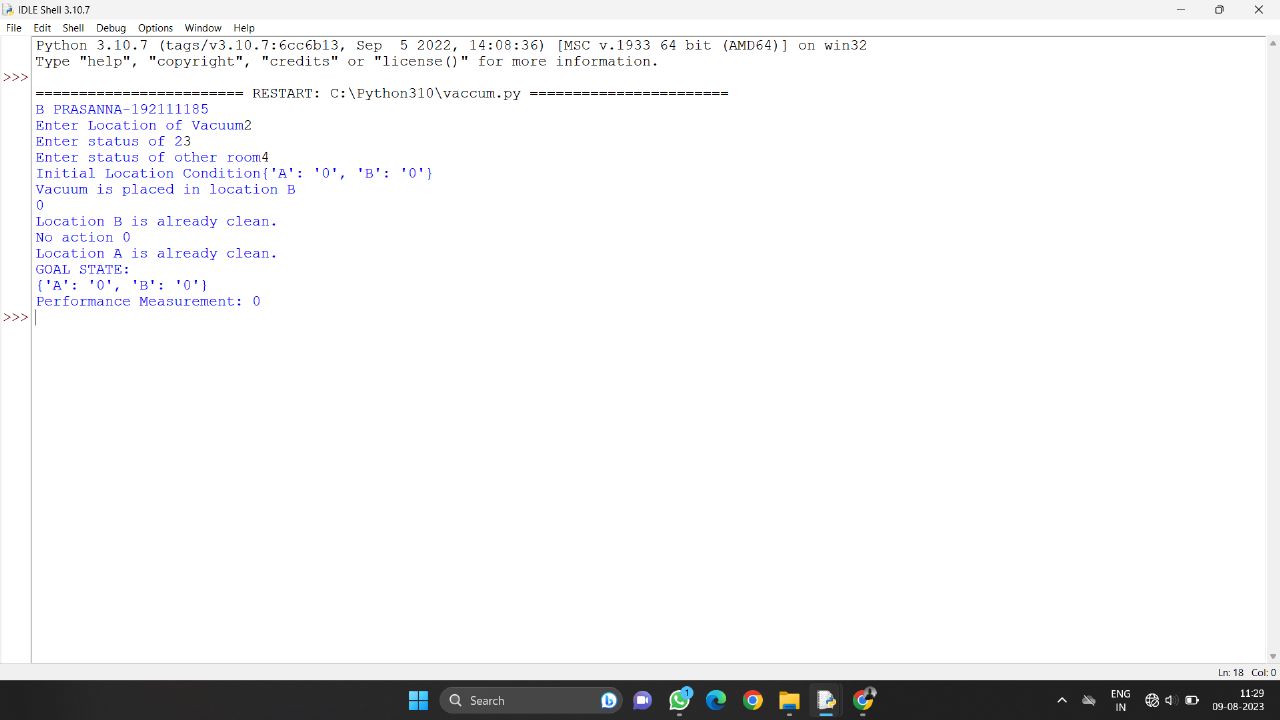 IDLE Shell 3.10.7
File Edit Shell Debug Options Window Help
Python 3.10.7 (tags/v3.10.7:6cc6b13, Sep  5 2022, 14:08:36) [MSC v.1933 64 bit (AMD64)] on win32
Type "help", "copyright", "credits" or "license()" for more information.
>>>
======================== RESTART: C:\Python310\vaccum.py =======================
B PRASANNA-192111185
Enter Location of Vacuum2
Enter status of 23
Enter status of other room4
Initial Location Condition{'A': '0', 'B': '0'}
Vacuum is placed in location B
0
Location B is already clean.
No action 0
Location A is already clean.
GOAL STATE:
{'A': '0', 'B': '0'}
Performance Measurement: 0
>>>
Ln: 18 Col: 0
Search
1
ENG
IN
11:29
09-08-2023